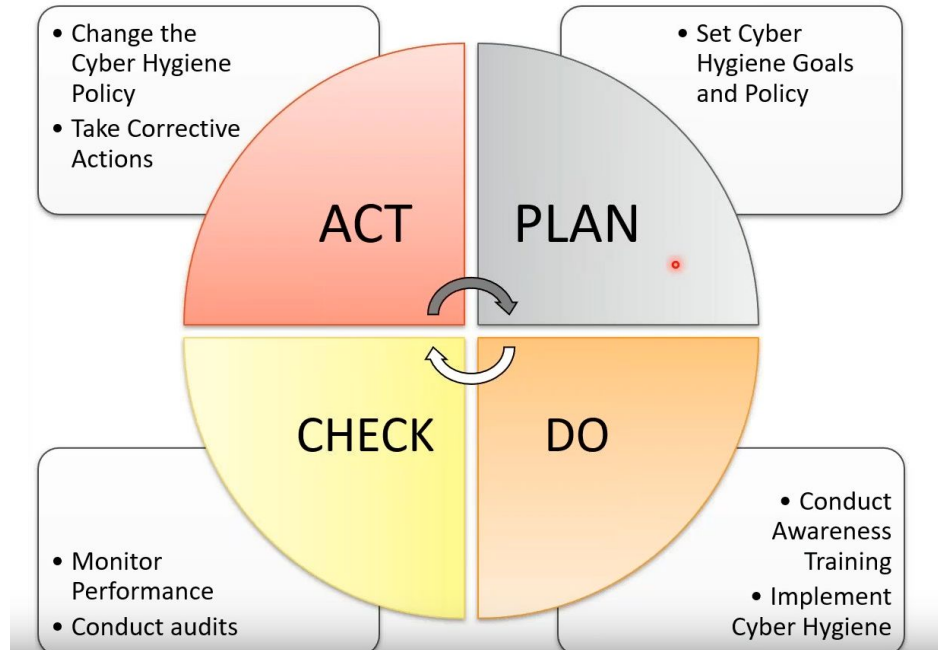 • Change the
Cyber Hygiene
Policy
• Take Corrective
Actions
• Set Cyber
Hygiene Goals
and Policy
ACT
PLAN
CHECK
DO
• Monitor
Performance
• Conduct audits
• Conduct
Awareness
Training
• Implement
Cyber Hygiene